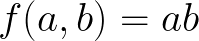 f(a, b) = ab